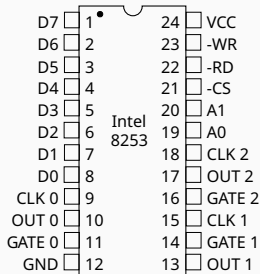 D7 1 24 VCC
D6 2 23 -WR
D5 3 22 -RD
D4 4 21 -CS
D3 5 20 A1
Intel
D2 6 19 A0
8253
D1 7 18 CLK 2
D0 8 17 OUT 2
CLK 0 9 16 GATE 2
OUT 0 10 15 CLK 1
GATE 0 11 14 GATE 1
GND 12 13 OUT 1